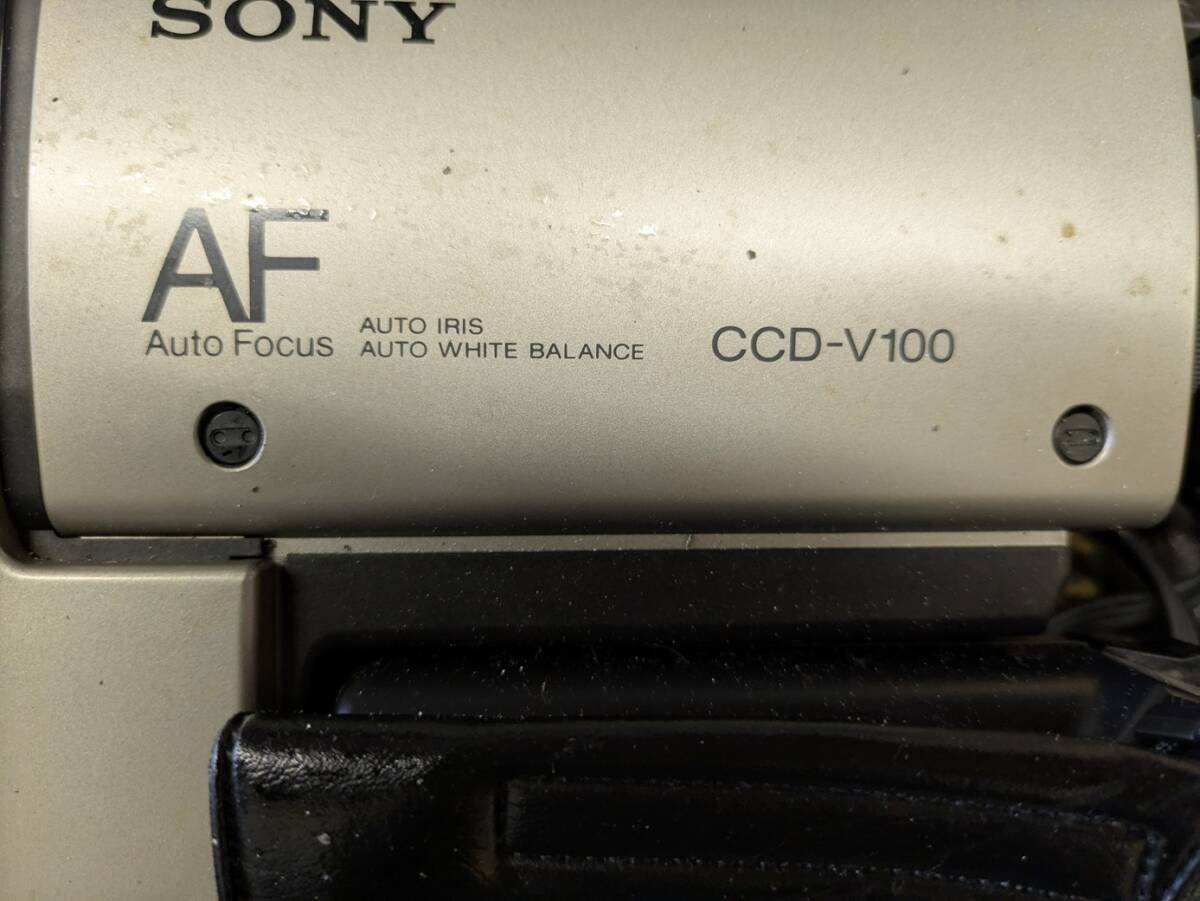 SONY
AF
Auto Focus
AUTO IRIS
AUTO WHITE BALANCE
CCD-V100